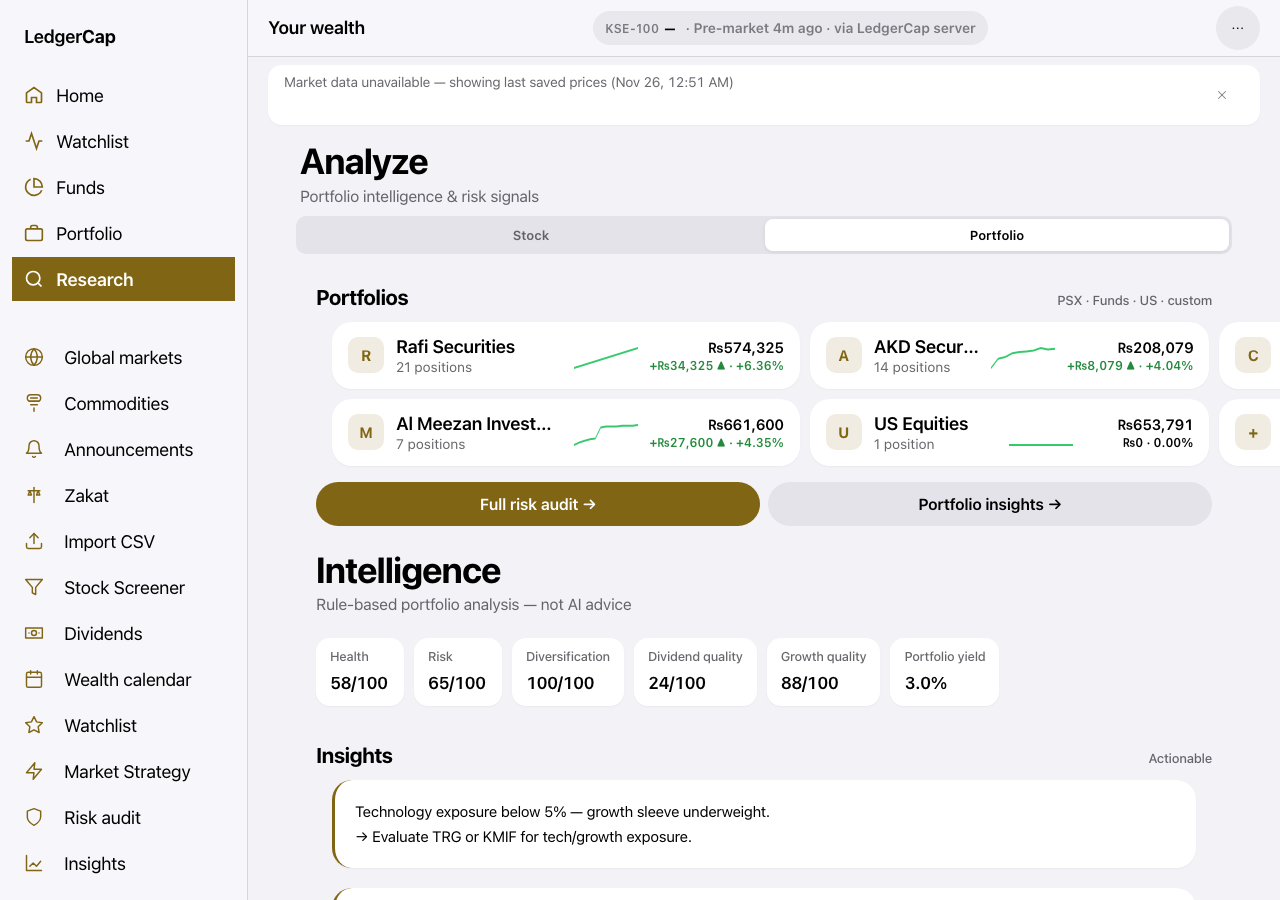 LedgerCap
Home
Watchlist
Funds
Portfolio
Research
Global markets
Commodities
Announcements
Zakat
Import CSV
Stock Screener
Dividends
Wealth calendar
Watchlist
Market Strategy
Risk audit
Insights
Your wealth
KSE-100 — · Pre-market 4m ago · via LedgerCap server
...
Market data unavailable — showing last saved prices (Nov 26, 12:51 AM)
×
Analyze
Portfolio intelligence & risk signals
Stock
Portfolio
Portfolios
PSX · Funds · US · custom
R
Rafi Securities
21 positions
₨574,325
+₨34,325 ▲ · +6.36%
A
AKD Secur...
14 positions
₨208,079
+₨8,079 ▲ · +4.04%
C
M
Al Meezan Invest...
7 positions
₨661,600
+₨27,600 ▲ · +4.35%
U
US Equities
1 position
₨653,791
₨0 · 0.00%
+
Full risk audit →
Portfolio insights →
Intelligence
Rule-based portfolio analysis — not AI advice
Health
58/100
Risk
65/100
Diversification
100/100
Dividend quality
24/100
Growth quality
88/100
Portfolio yield
3.0%
Insights
Actionable
Technology exposure below 5% — growth sleeve underweight.
→ Evaluate TRG or KMIF for tech/growth exposure.